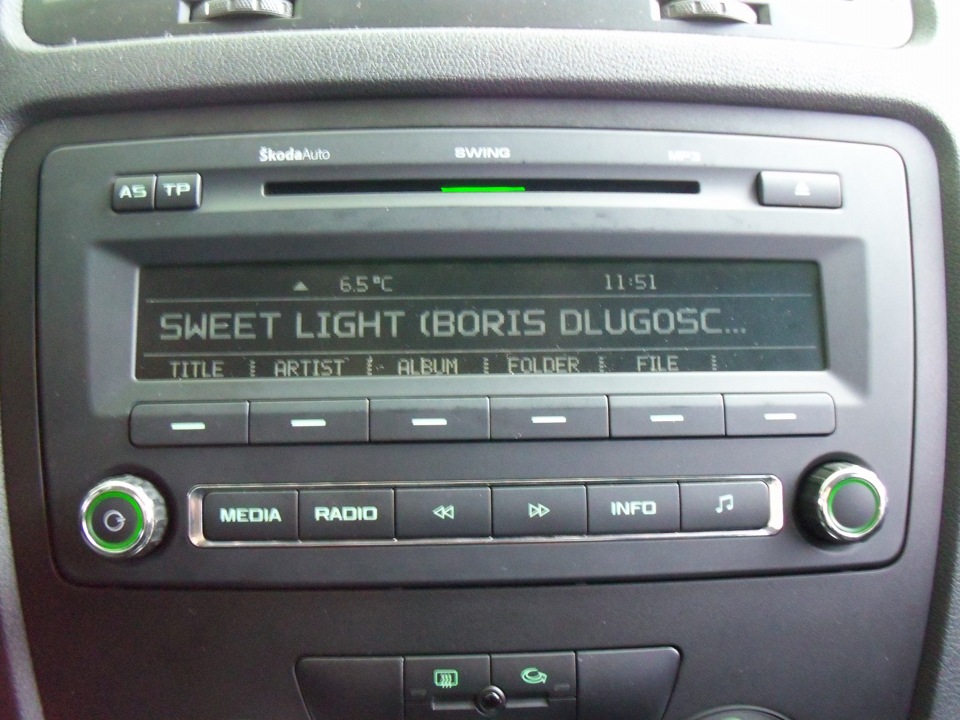 ŠkodaAuto SWING MP3
AS TP
6.5°C 11:51
SWEET LIGHT (BORIS DLUGOSC...
TITLE ARTIST ALBUM FOLDER FILE
MEDIA RADIO INFO